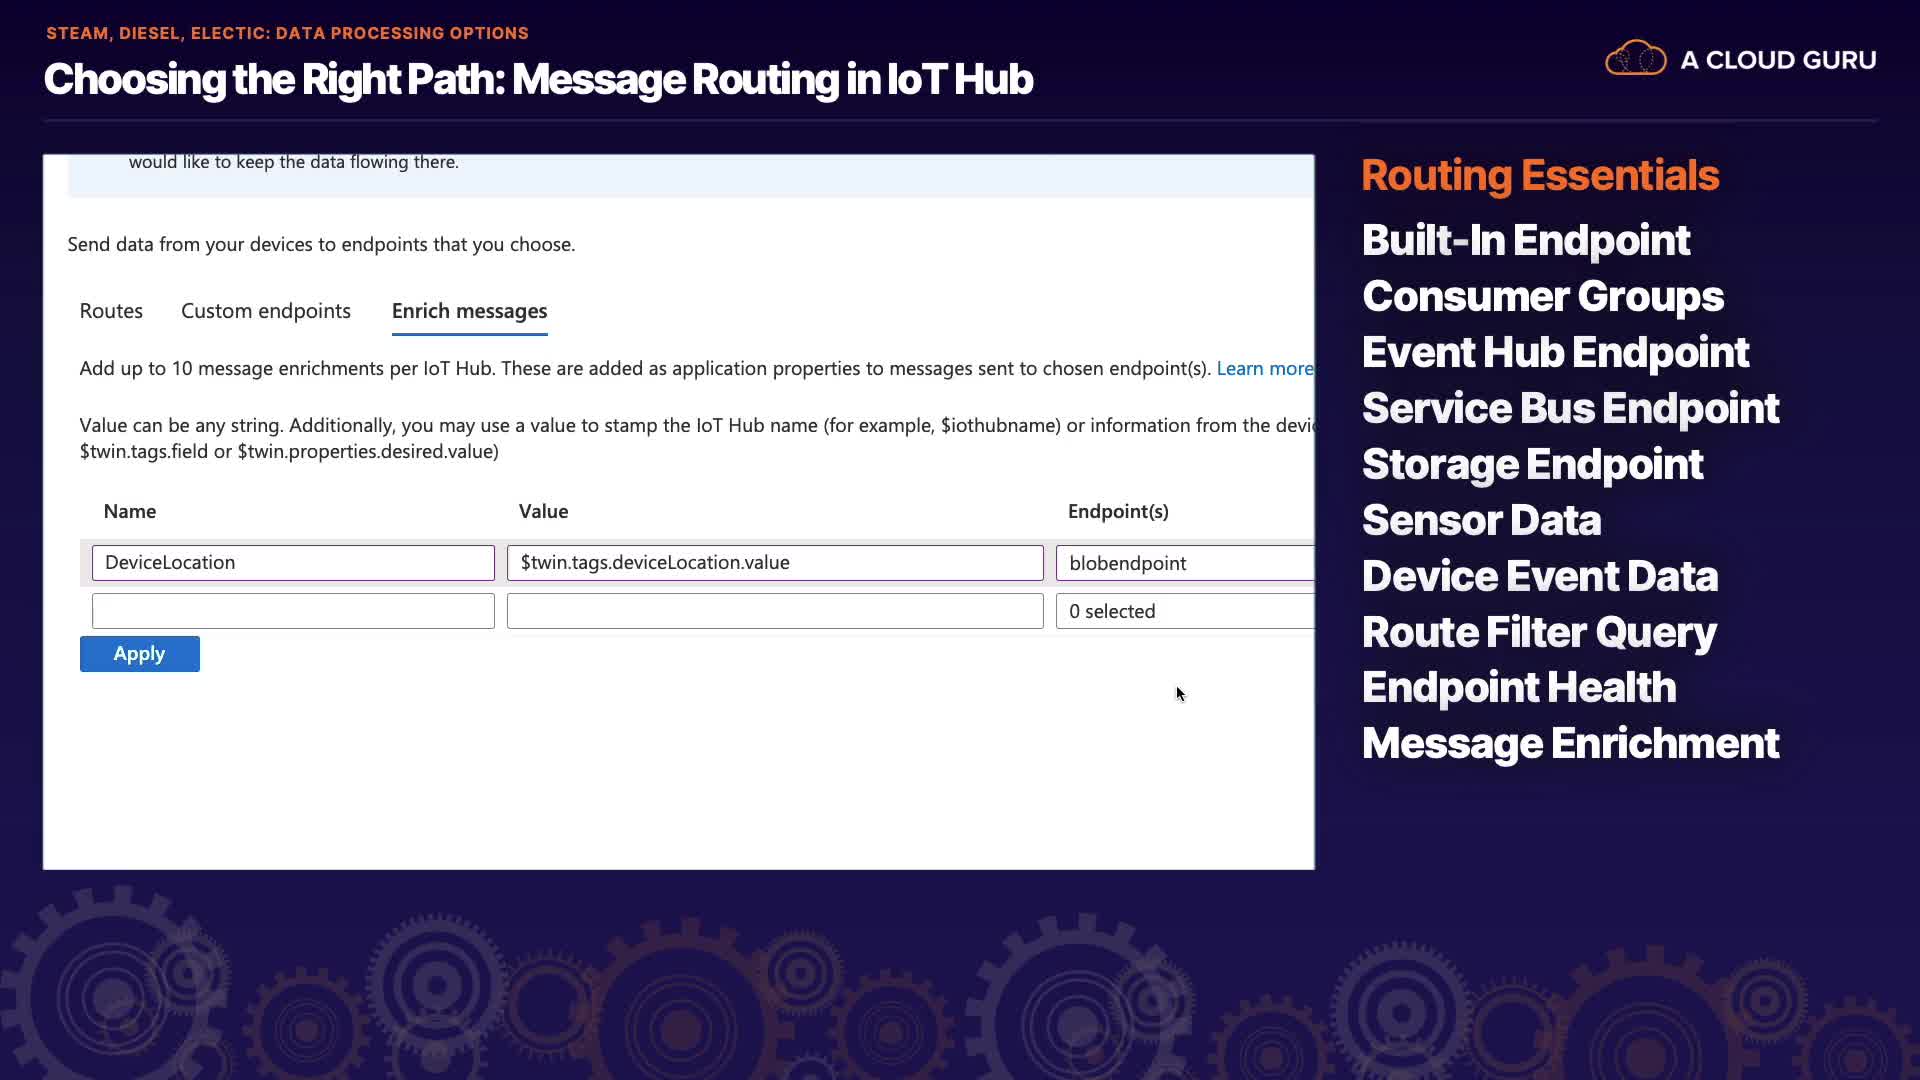 STEAM, DIESEL, ELECTIC: DATA PROCESSING OPTIONS
Choosing the Right Path: Message Routing in IoT Hub
A CLOUD GURU
would like to keep the data flowing there.
Send data from your devices to endpoints that you choose.
Routes Custom endpoints Enrich messages
Add up to 10 message enrichments per IoT Hub. These are added as application properties to messages sent to chosen endpoint(s). Learn more
Value can be any string. Additionally, you may use a value to stamp the IoT Hub name (for example, $iothubname) or information from the
$twin.tags.field or $twin.properties.desired.value)
Name Value Endpoint(s)
DeviceLocation $twin.tags.deviceLocation.value blobendpoint
0 selected
Apply
Routing Essentials
Built-In Endpoint
Consumer Groups
Event Hub Endpoint
Service Bus Endpoint
Storage Endpoint
Sensor Data
Device Event Data
Route Filter Query
Endpoint Health
Message Enrichment